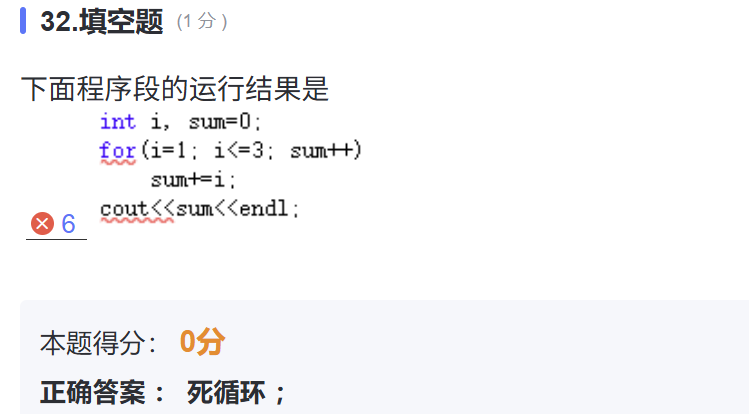 32.填空题 (1 分)
下面程序段的运行结果是
int i, sum=0;
for(i=1; i<=3; sum++)
sum+=i;
cout<<sum<<endl;
6
本题得分： 0分
正确答案： 死循环；